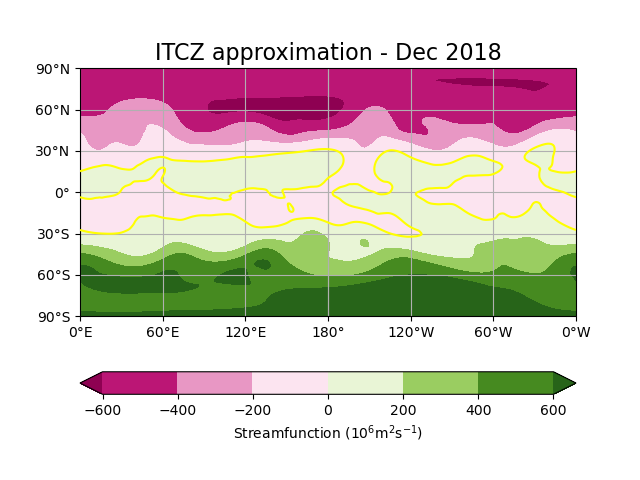 ITCZ approximation - Dec 2018
90°N
60°N
30°N
0°
30°S
60°S
90°S
0°E 60°E 120°E 180° 120°W 60°W 0°W
−600 −400 −200 0 200 400 600
Streamfunction (10⁶m²s⁻¹)